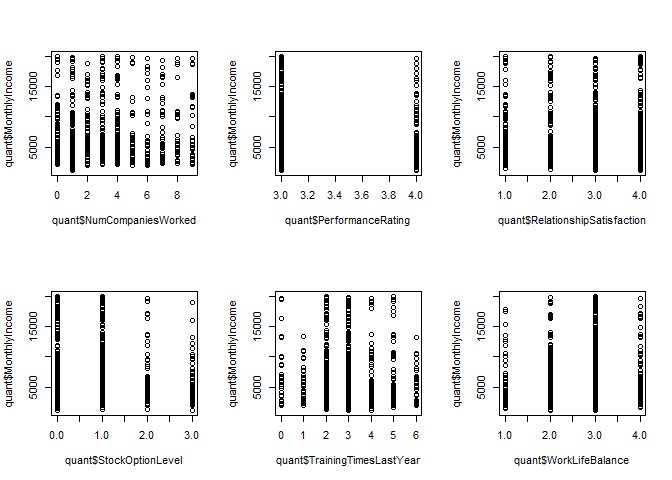 quant$MonthlyIncome
5000 15000
0 2 4 6 8
quant$NumCompaniesWorked
quant$MonthlyIncome
5000 15000
3.0 3.2 3.4 3.6 3.8 4.0
quant$PerformanceRating
quant$MonthlyIncome
5000 15000
1.0 2.0 3.0 4.0
quant$RelationshipSatisfaction
quant$MonthlyIncome
5000 15000
0.0 1.0 2.0 3.0
quant$StockOptionLevel
quant$MonthlyIncome
5000 15000
0 1 2 3 4 5 6
quant$TrainingTimesLastYear
quant$MonthlyIncome
5000 15000
1.0 2.0 3.0 4.0
quant$WorkLifeBalance